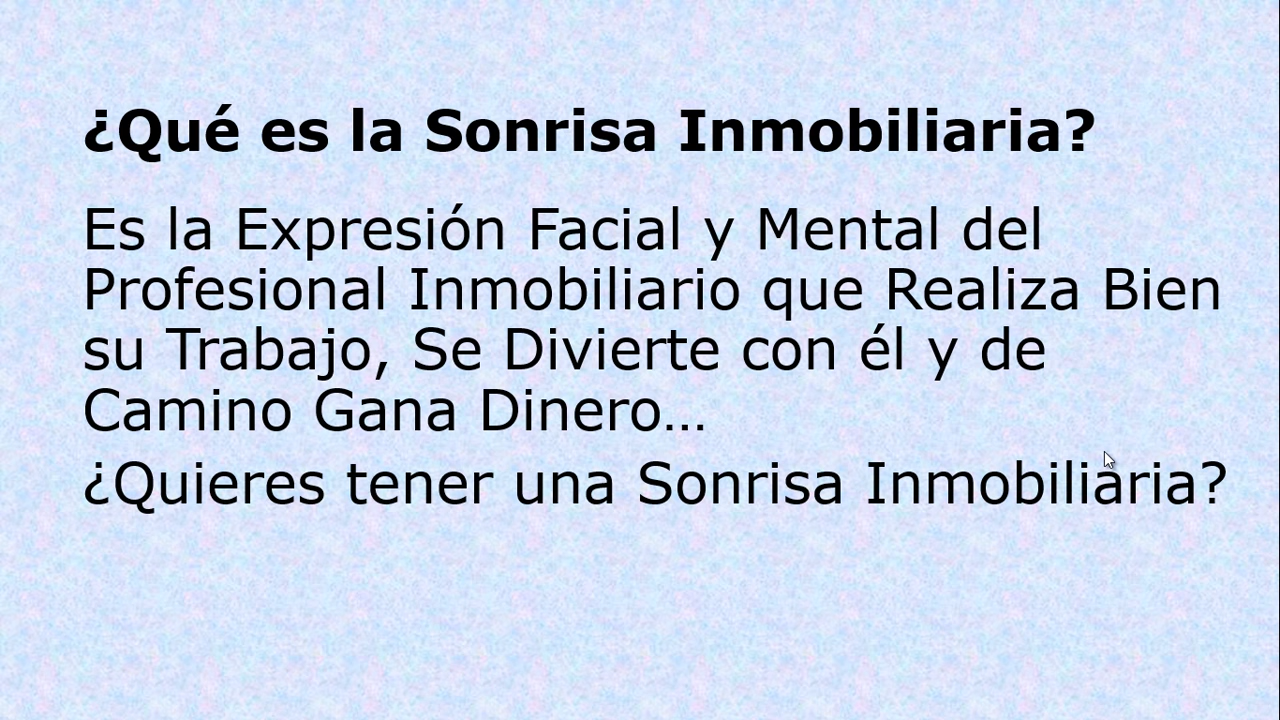 ¿Qué es la Sonrisa Inmobiliaria?
Es la Expresión Facial y Mental del
Profesional Inmobiliario que Realiza Bien
su Trabajo, Se Divierte con él y de
Camino Gana Dinero…
¿Quieres tener una Sonrisa Inmobiliaria?